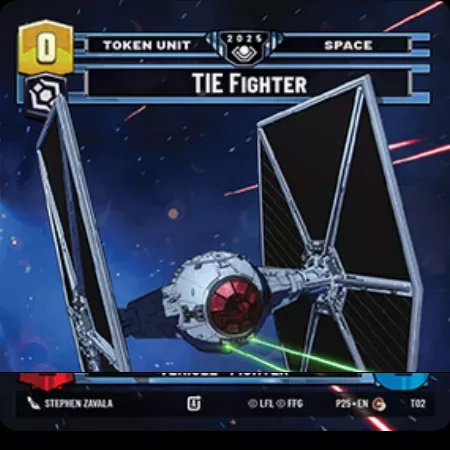 0
TOKEN UNIT
2025
SPACE
TIE FIGHTER
STEPHEN ZAVALA
© LFL © FFG
P25•EN
T02